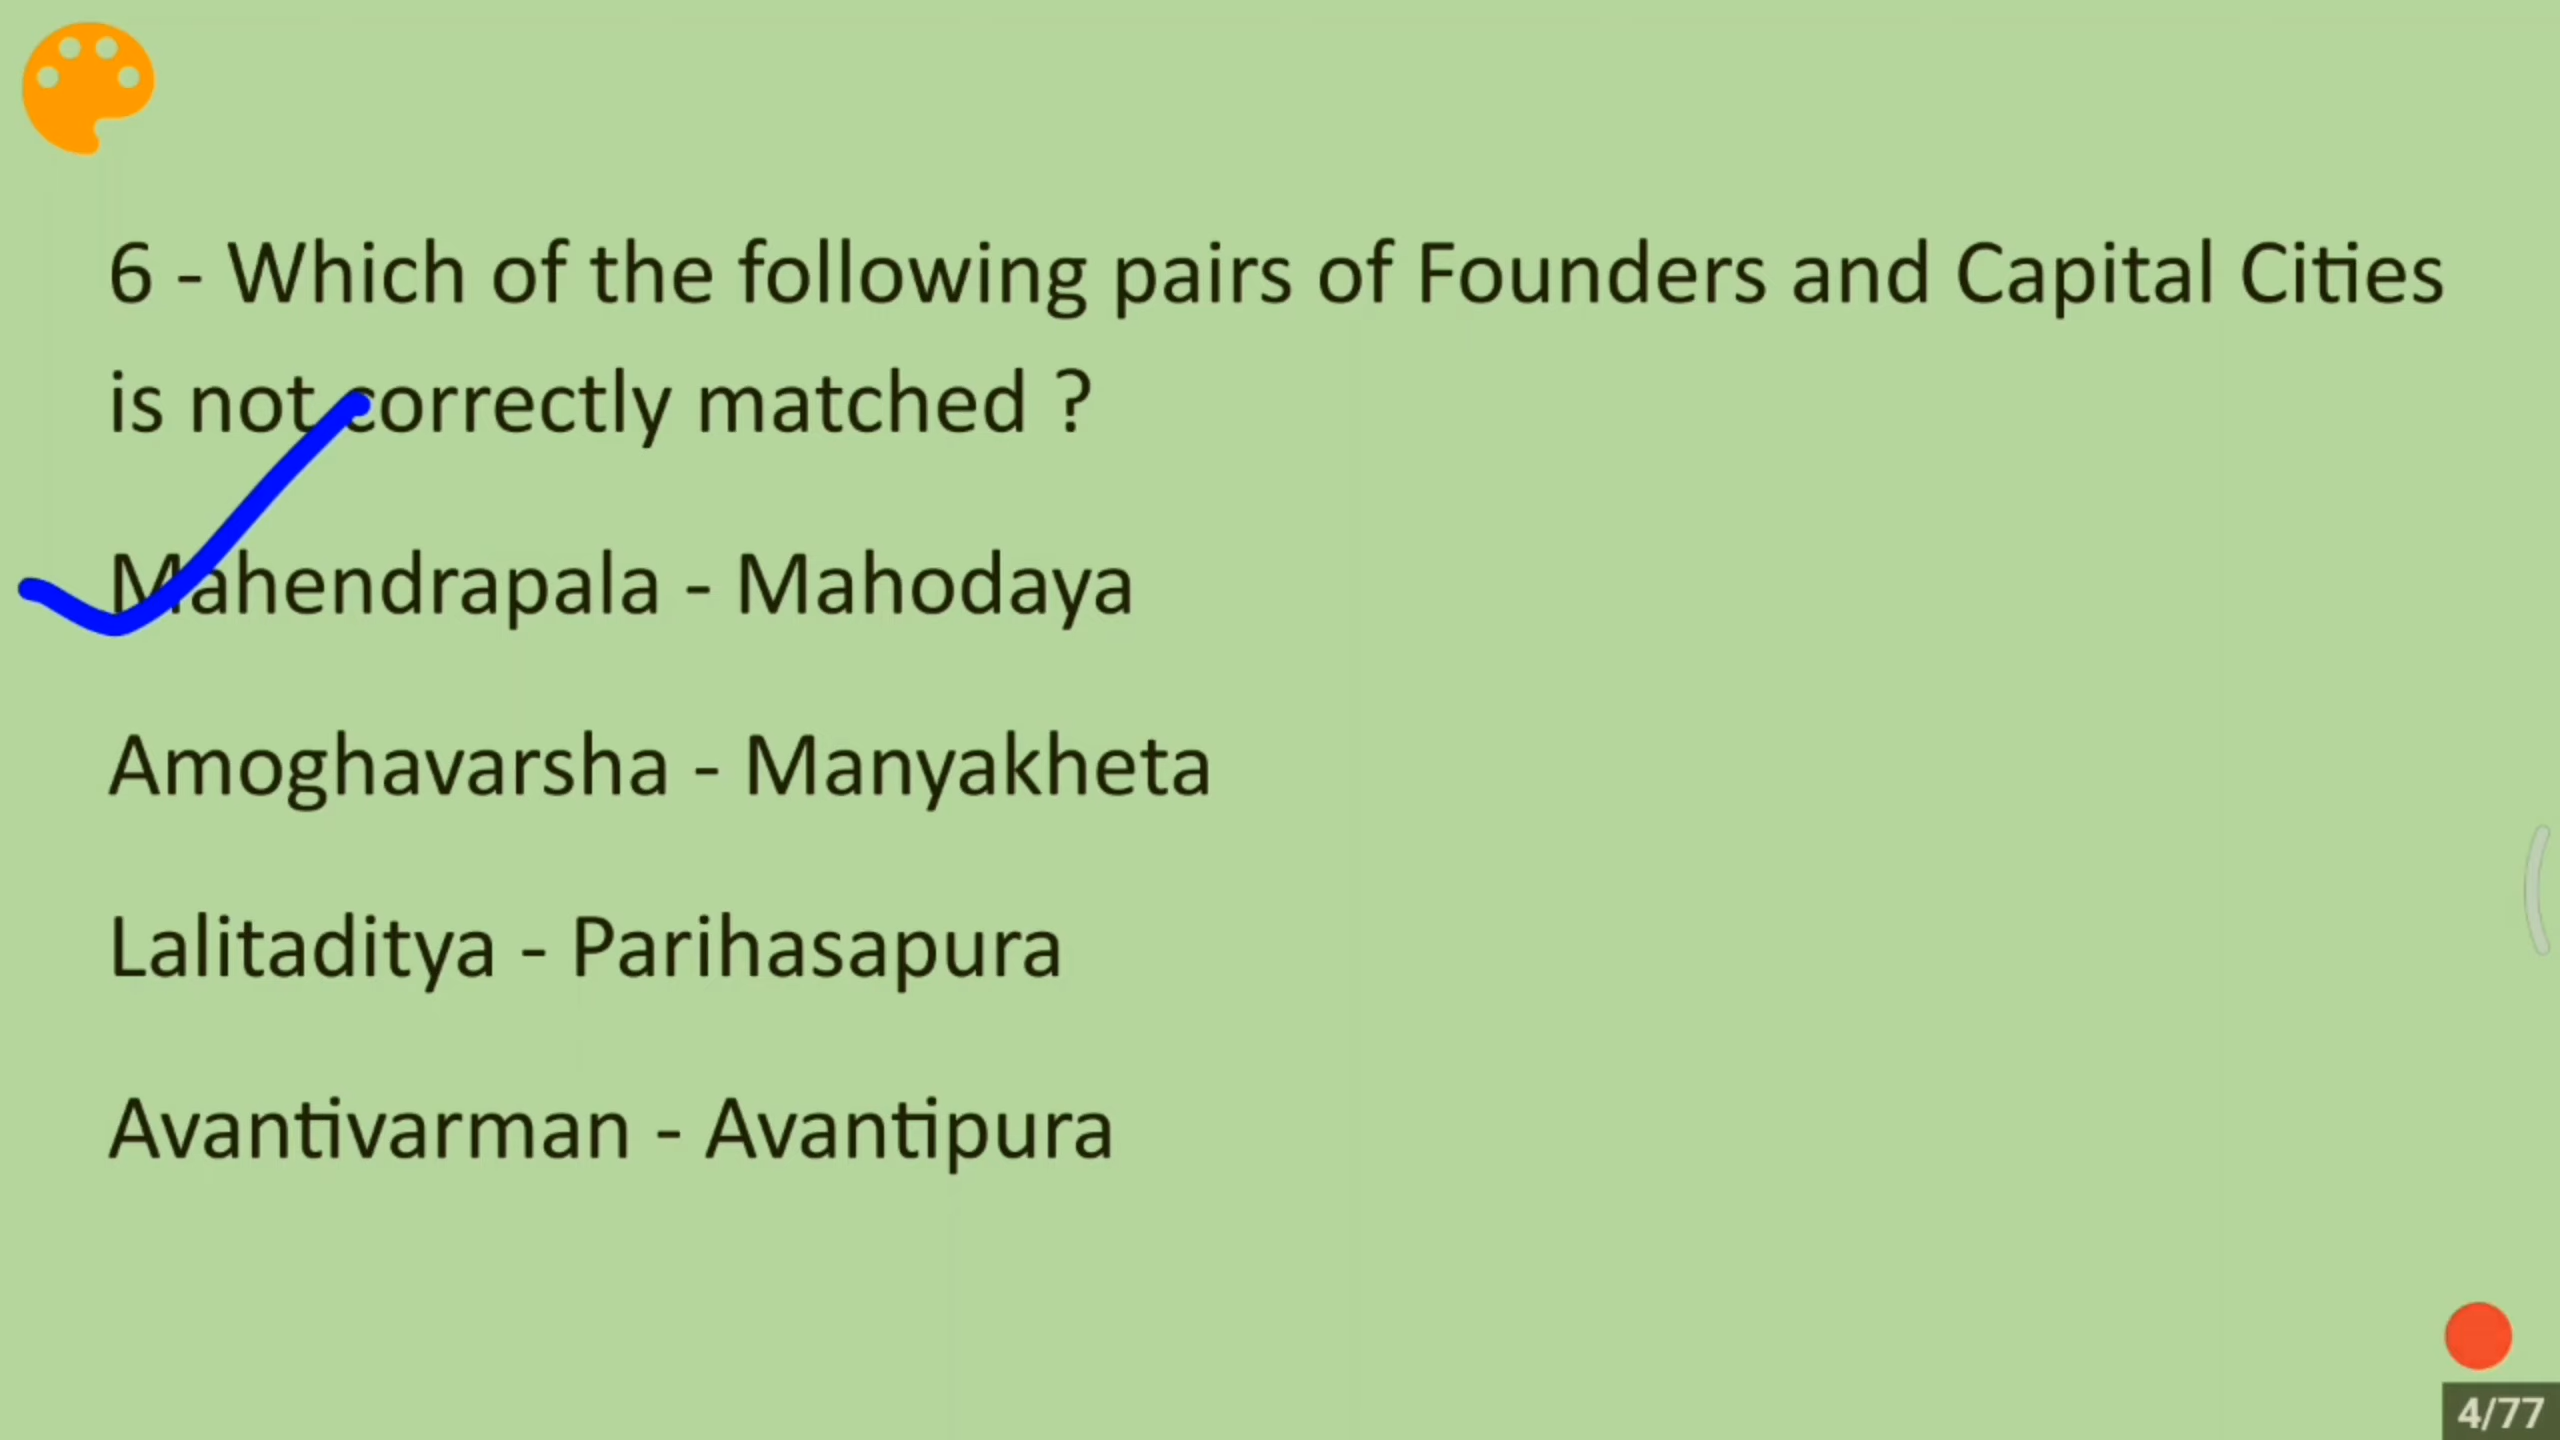 6 - Which of the following pairs of Founders and Capital Cities
is not correctly matched ?
Mahendrapala - Mahodaya
Amoghavarsha - Manyakheta
Lalitaditya - Parihasapura
Avantivarman - Avantipura
4/77